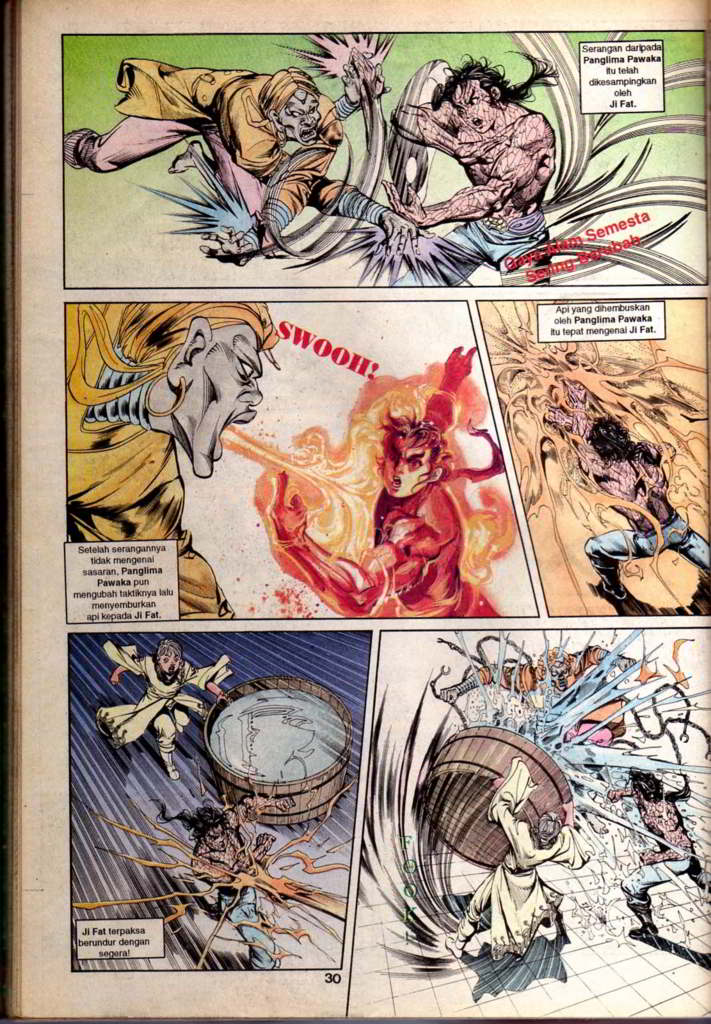 Serangan daripada
Panglima Pawaka
itu telah
dikesampingkan
oleh
Ji Fat.
Gaya Alam Semesta
Sering Berubah
SWOOH!
Setelah serangannya
tidak mengenai
sasaran, Panglima
Pawaka pun
mengubah taktiknya lalu
menyemburkan
api kepada Ji Fat.
Api yang dihembuskan
oleh Panglima Pawaka
itu tepat mengenai Ji Fat.
Ji Fat terpaksa
berundur dengan
segera!
30